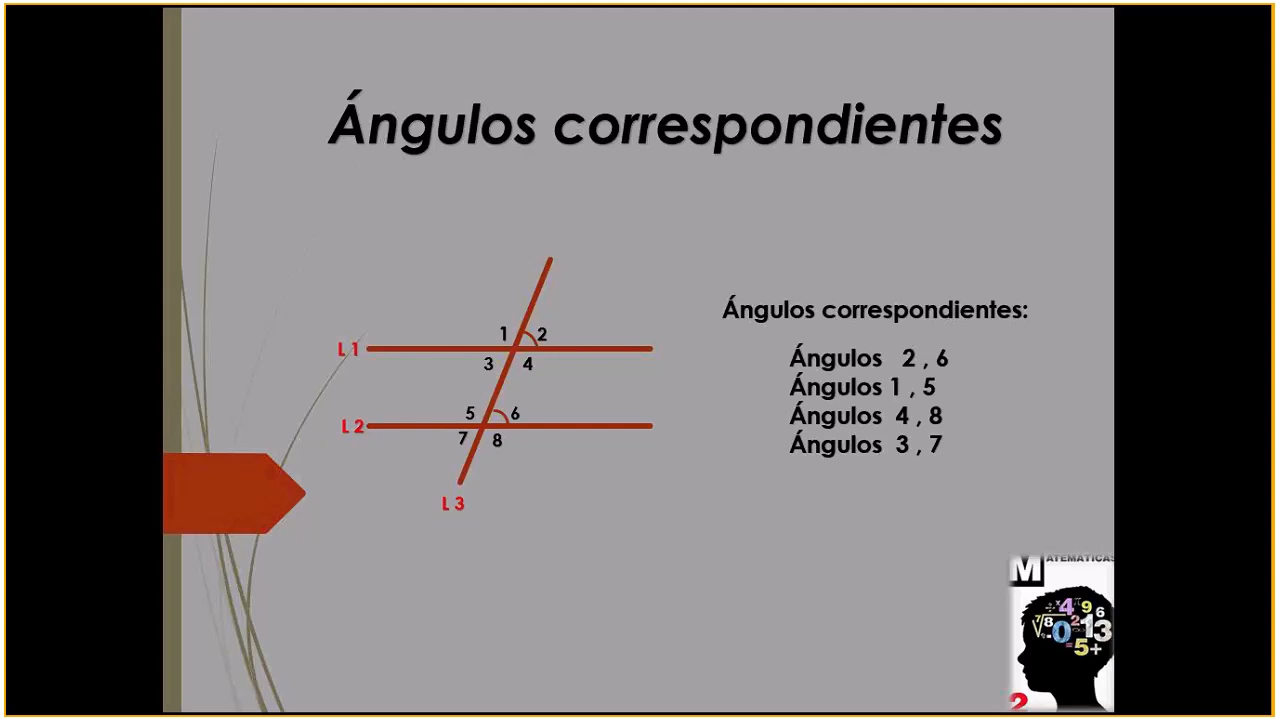 Ángulos correspondientes
1 2
L 1
3 4
5 6
L 2
7 8
L 3
Ángulos correspondientes:
Ángulos 2 , 6
Ángulos 1 , 5
Ángulos 4 , 8
Ángulos 3 , 7
MATEMATICAS
2